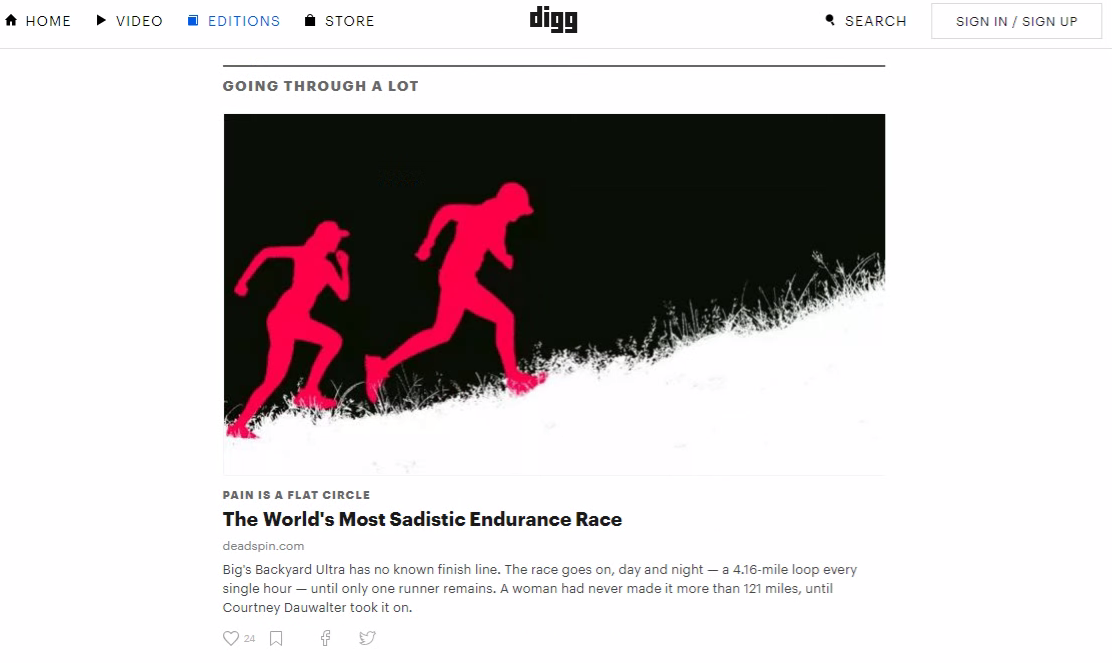 HOME VIDEO EDITIONS STORE digg SEARCH SIGN IN / SIGN UP
GOING THROUGH A LOT
PAIN IS A FLAT CIRCLE
The World's Most Sadistic Endurance Race
deadspin.com
Big's Backyard Ultra has no known finish line. The race goes on, day and night — a 4.16-mile loop every
single hour — until only one runner remains. A woman had never made it more than 121 miles, until
Courtney Dauwalter took it on.
24